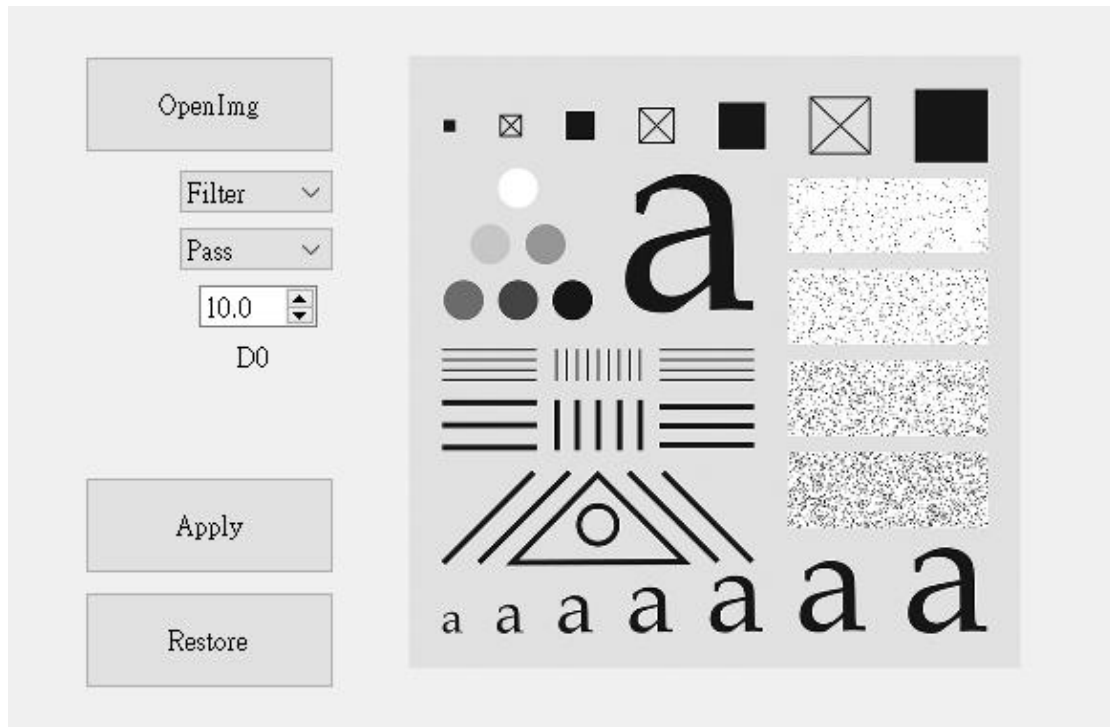 OpenImg
Filter
Pass
10.0
D0
Apply
Restore
a
a a a a a a a